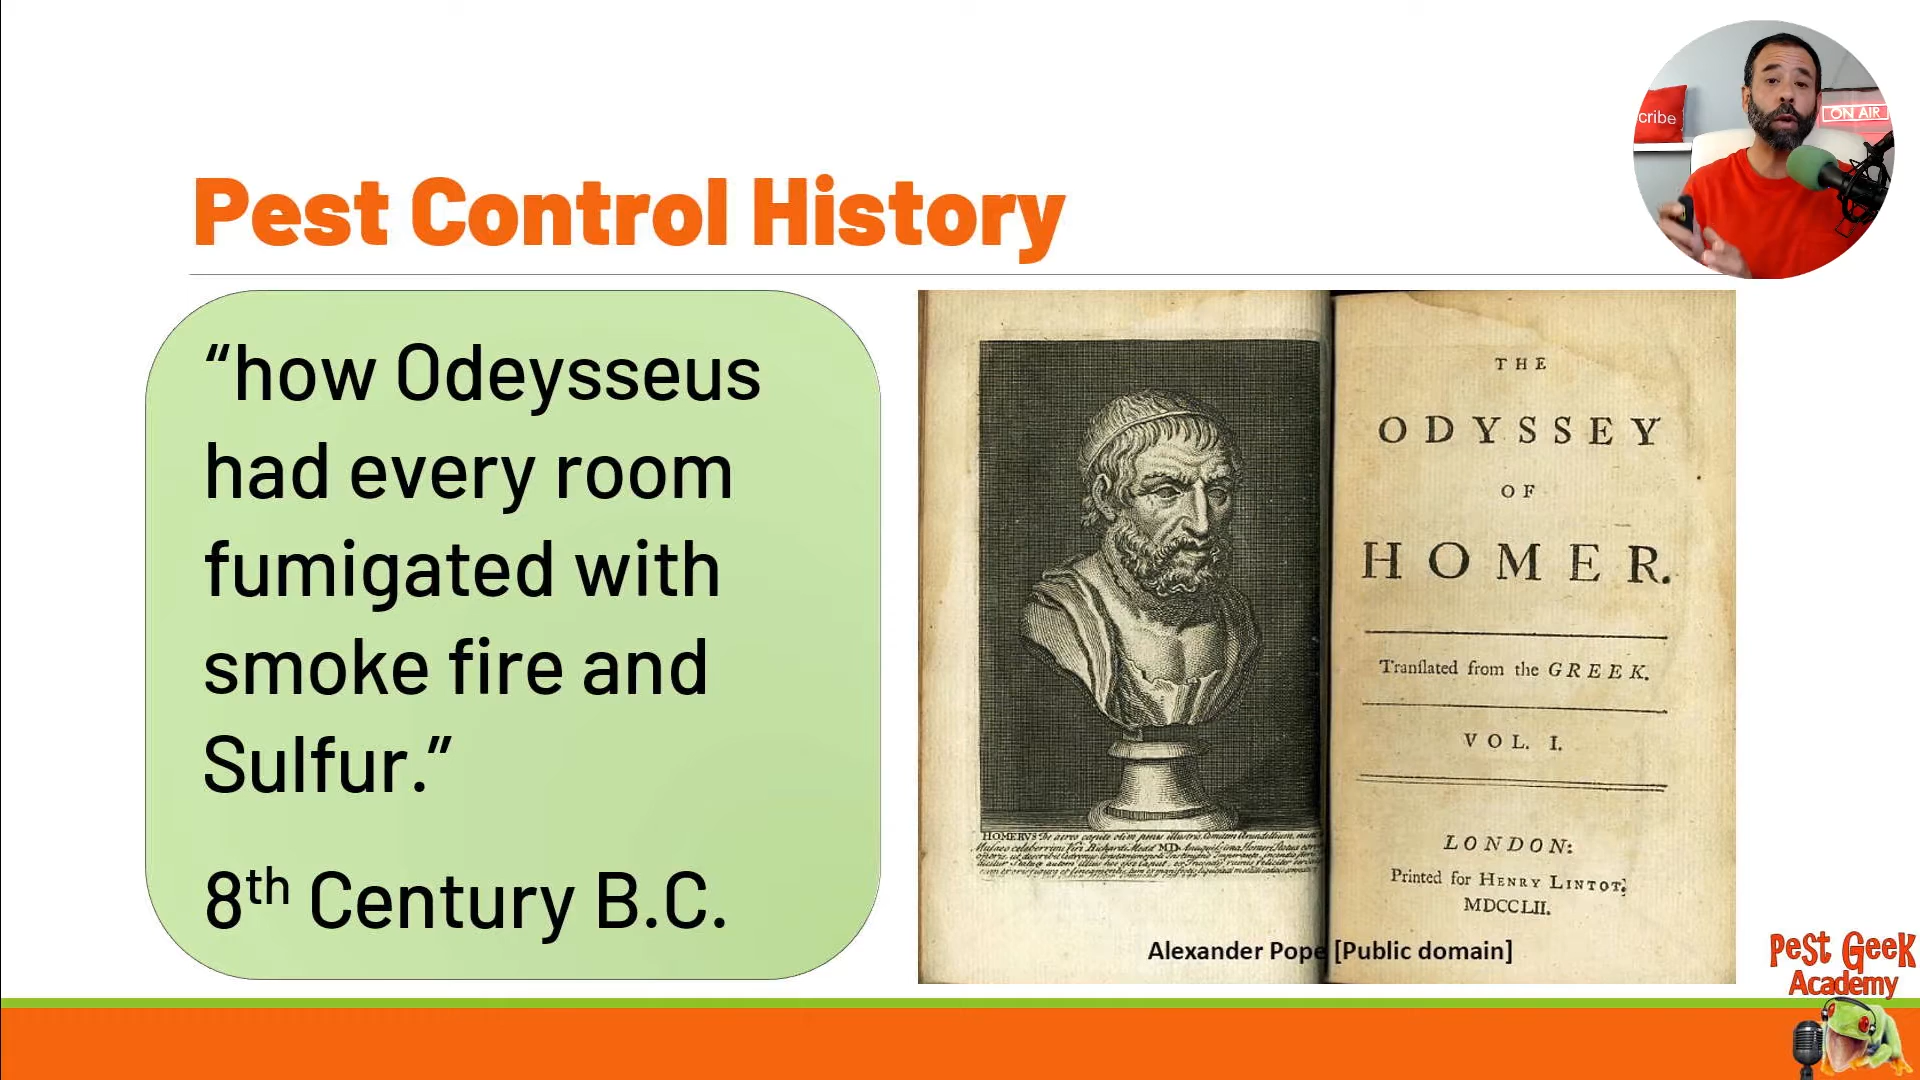 cribe
ON AIR
Pest Control History
“how Odeysseus
had every room
fumigated with
smoke fire and
Sulfur.”
8th Century B.C.
THE
ODYSSEY
OF
HOMER.
Tranſlated from the GREEK.
VOL. I.
LONDON:
Printed for HENRY LINTOT,
MDCCLII.
HOMERVS
Alexander Pope [Public domain]
PeSt GeeK
Academy